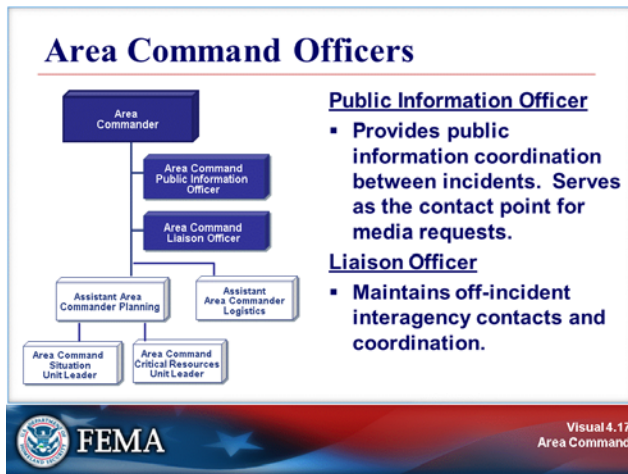 Area Command Officers
Area
Commander
Area Command
Public Information
Officer
Area Command
Liaison Officer
Assistant Area
Commander Planning
Assistant
Area Commander
Logistics
Area Command
Situation
Unit Leader
Area Command
Critical Resources
Unit Leader
Public Information Officer
▪ Provides public
information coordination
between incidents. Serves
as the contact point for
media requests.
Liaison Officer
▪ Maintains off-incident
interagency contacts and
coordination.
FEMA
Visual 4.17
Area Command